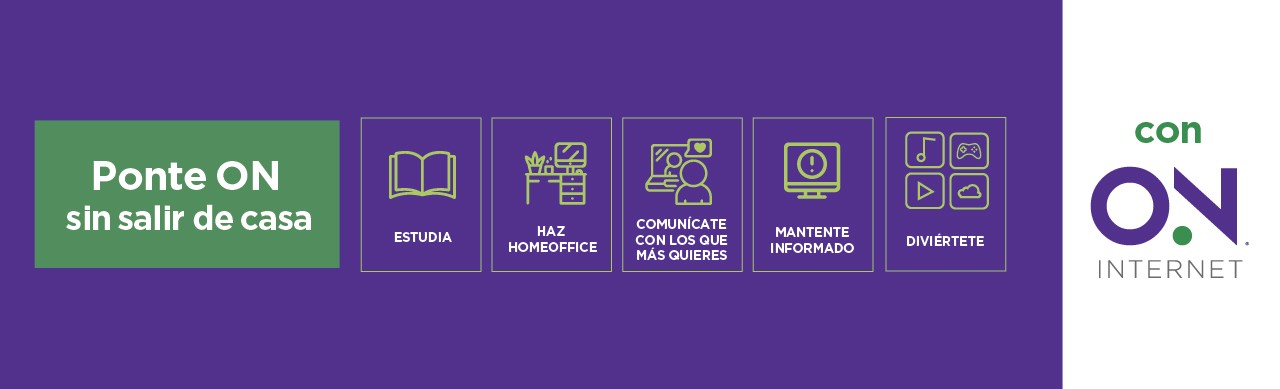 Ponte ON
sin salir de casa
ESTUDIA
HAZ
HOMEOFFICE
COMUNÍCATE
CON LOS QUE
MÁS QUIERES
MANTENTE
INFORMADO
DIVIÉRTETE
con
ON
INTERNET